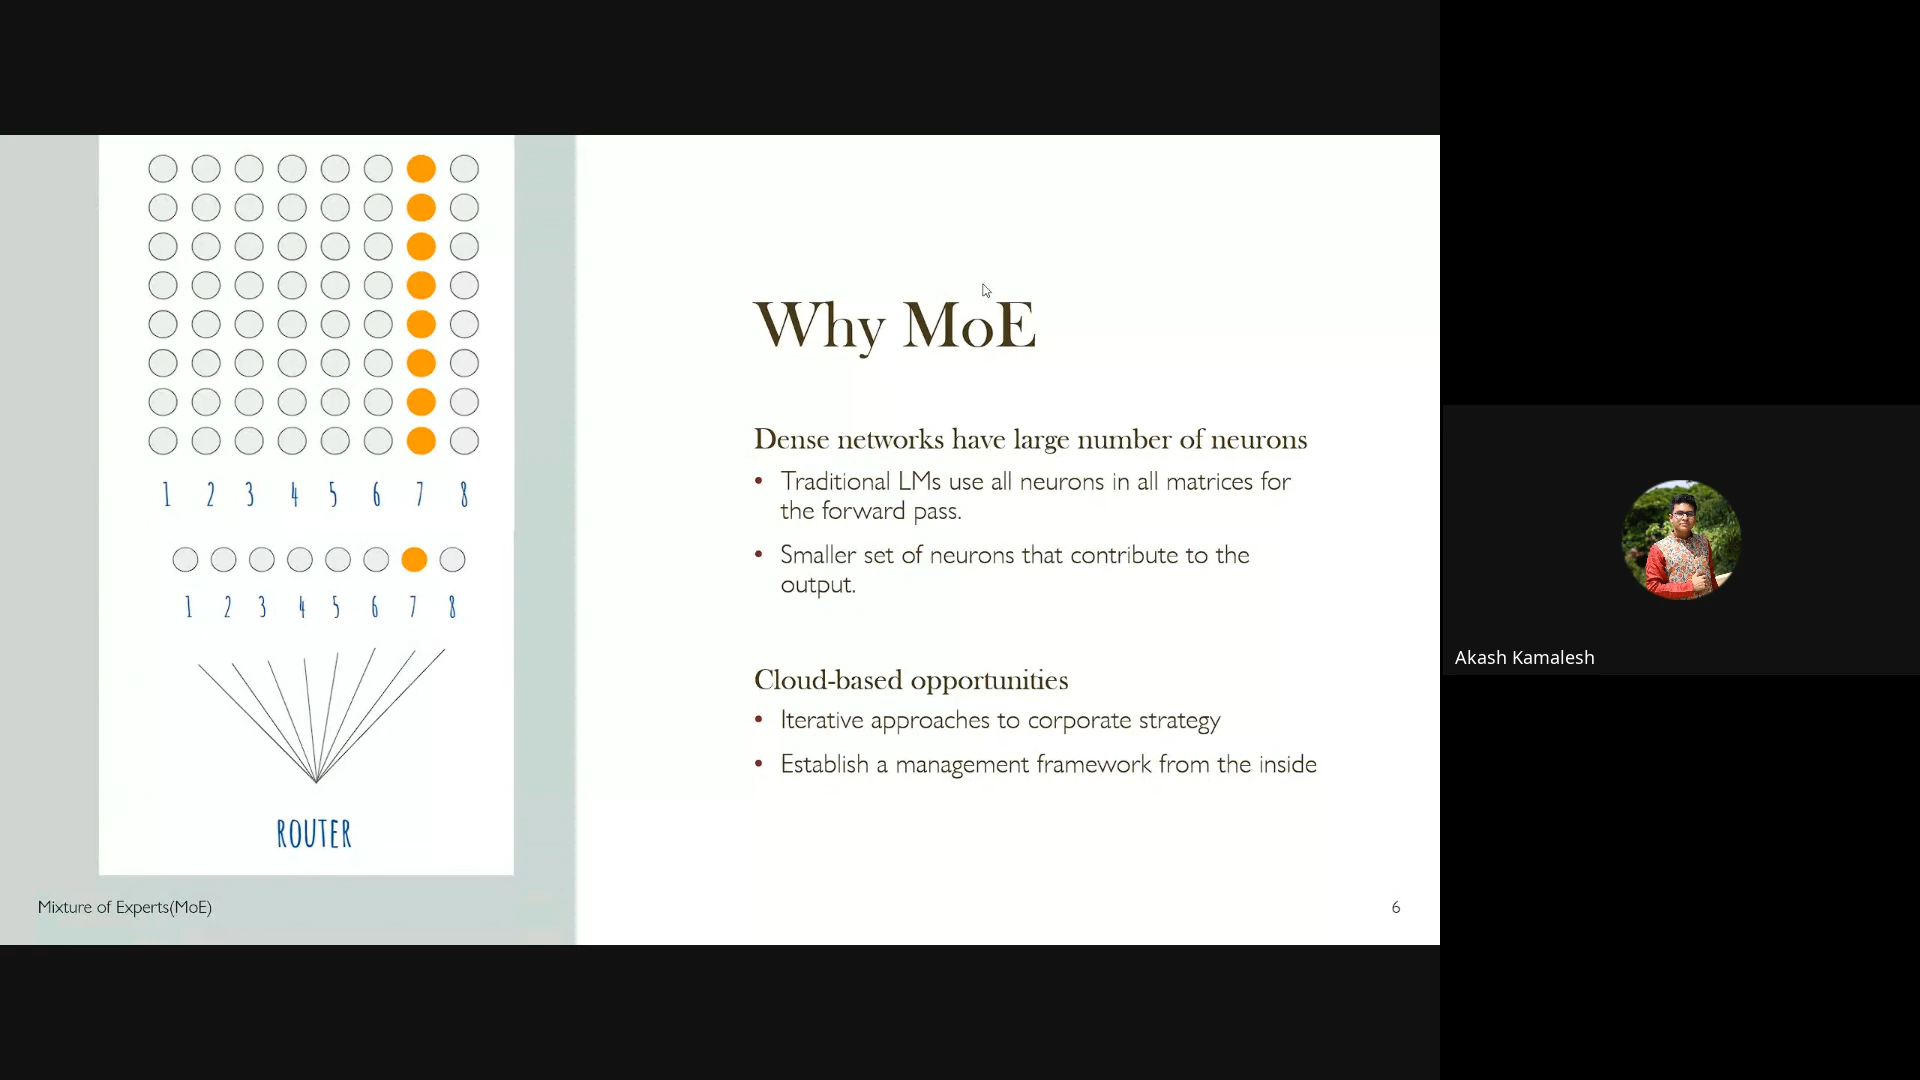 1 2 3 4 5 6 7 8
1 2 3 4 5 6 7 8
ROUTER
Mixture of Experts(MoE)
Why MoE
Dense networks have large number of neurons
• Traditional LMs use all neurons in all matrices for
the forward pass.
• Smaller set of neurons that contribute to the
output.
Cloud-based opportunities
• Iterative approaches to corporate strategy
• Establish a management framework from the inside
6
Akash Kamalesh